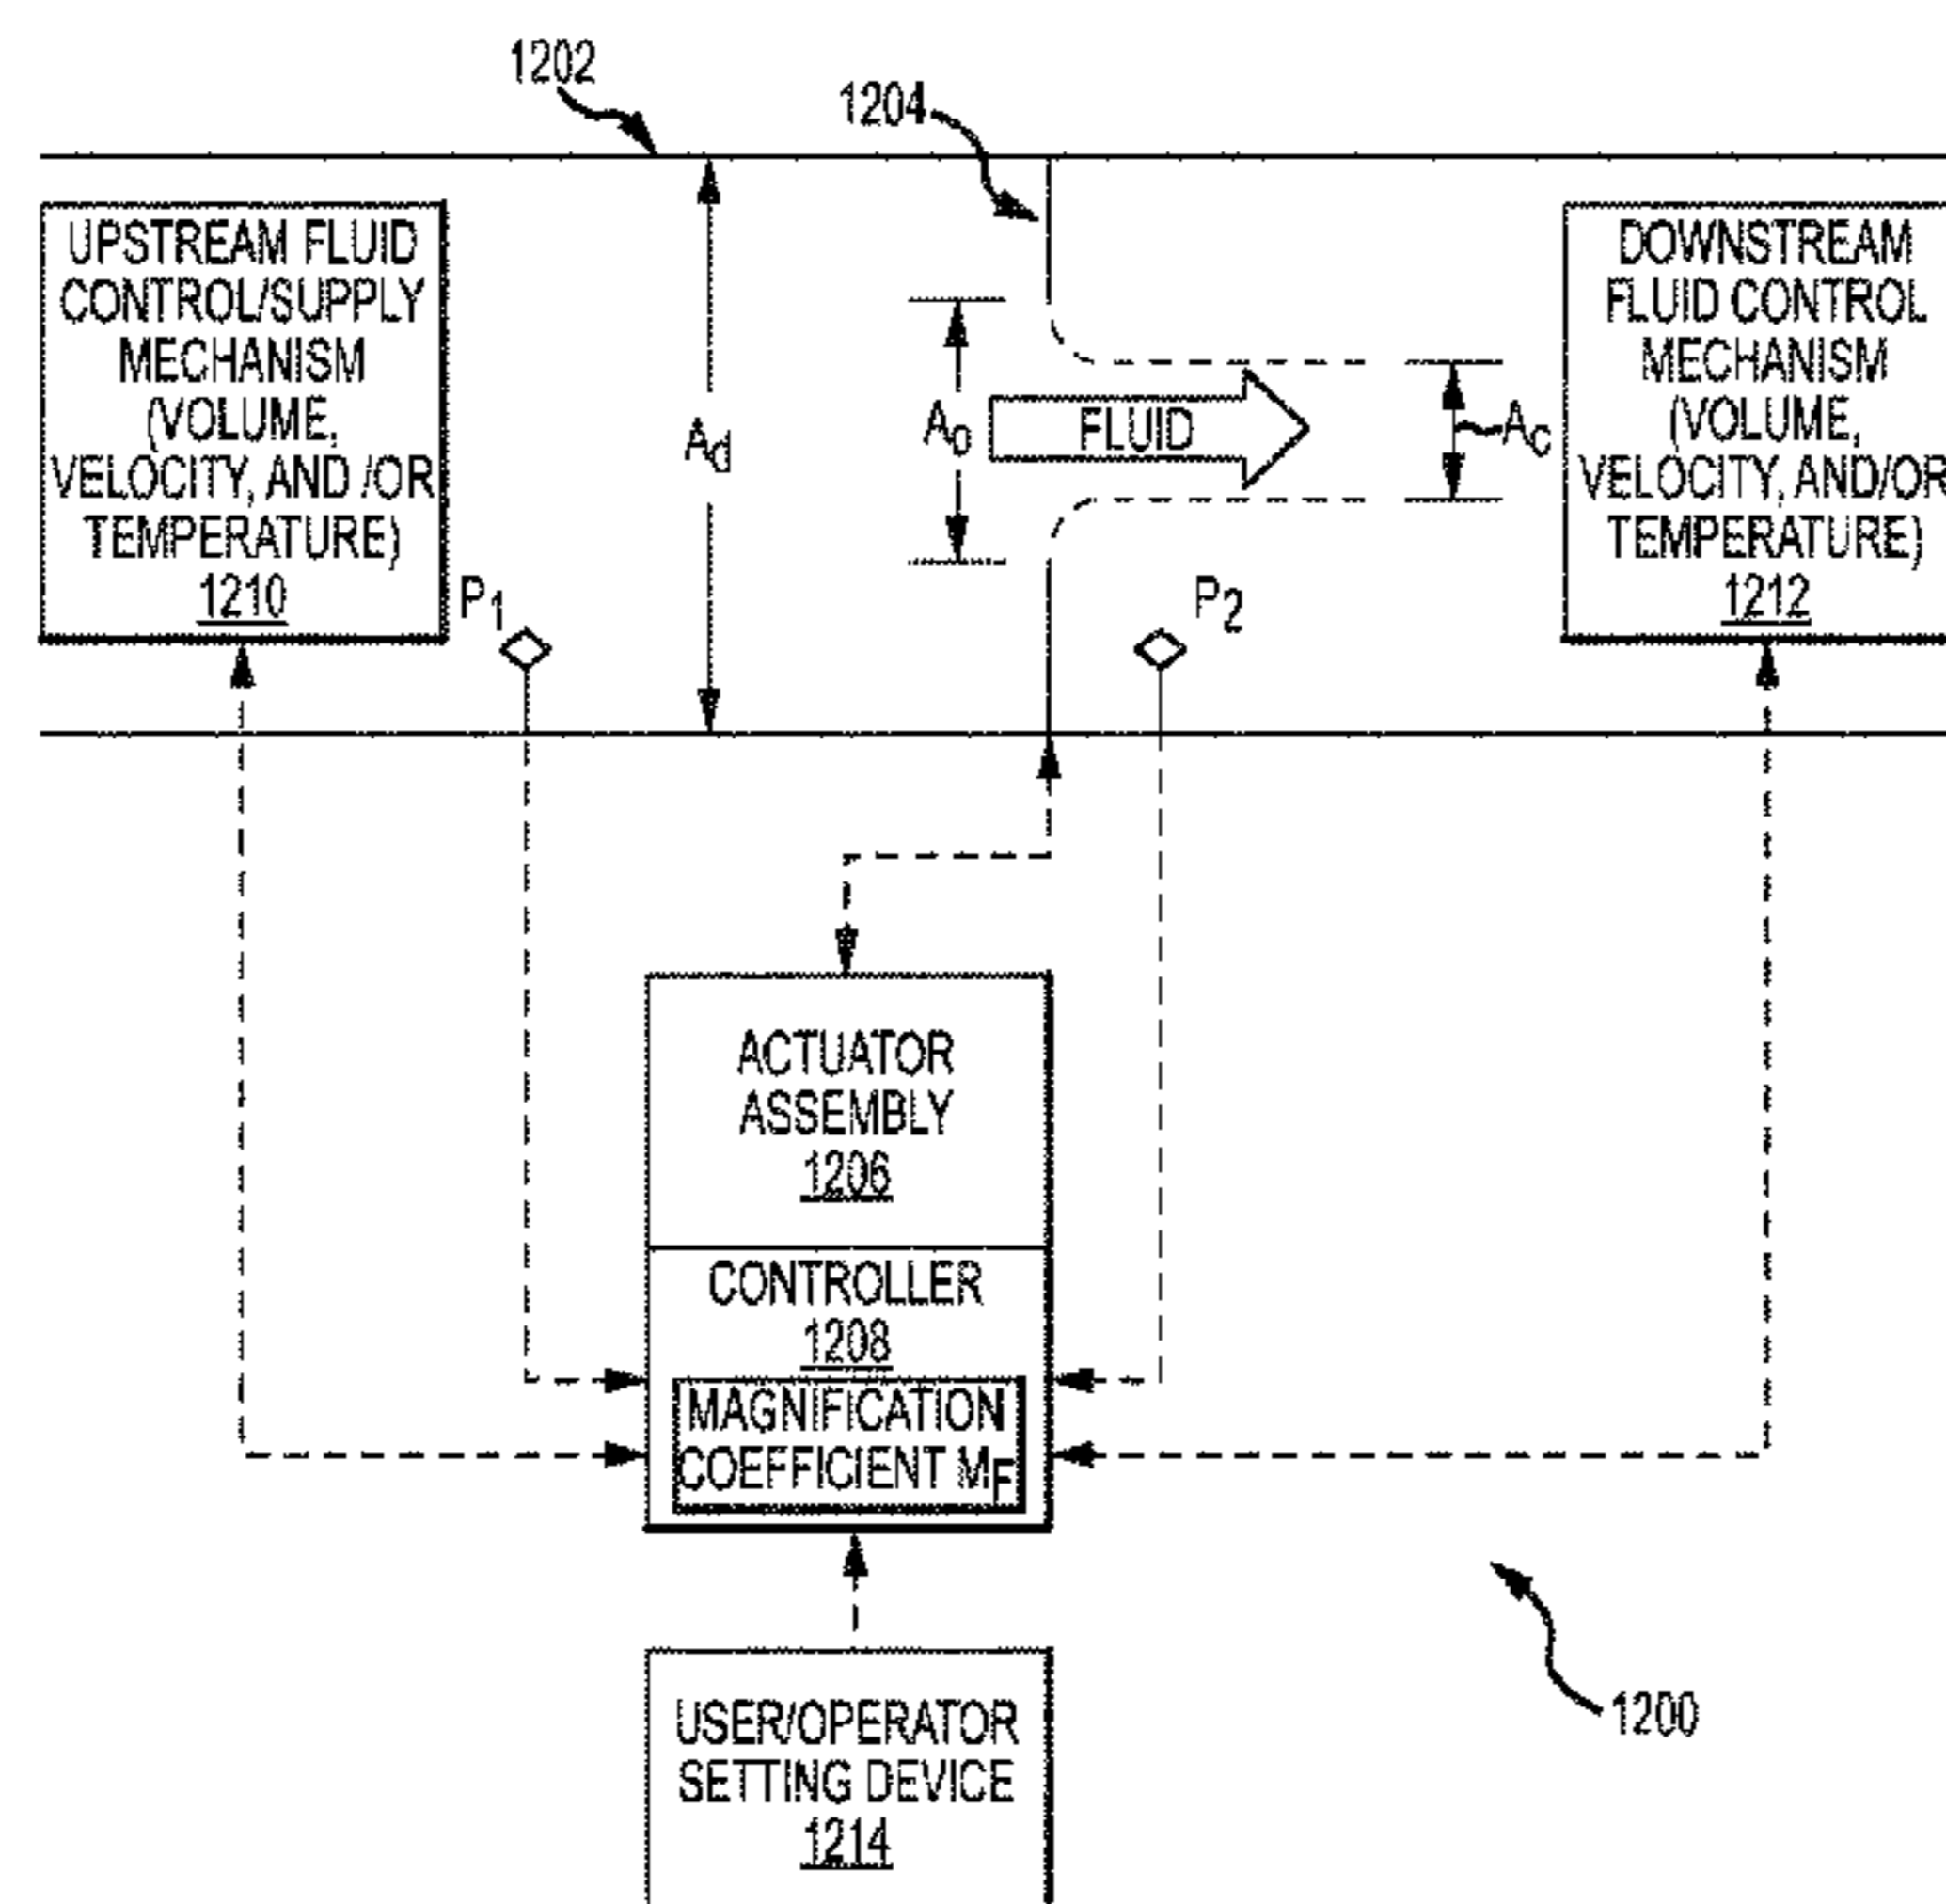 1202
1204
UPSTREAM FLUID
CONTROL/SUPPLY
MECHANISM
(VOLUME,
VELOCITY, AND /OR
TEMPERATURE)
1210
P1
Ad
Ao
FLUID
Ac
P2
DOWNSTREAM
FLUID CONTROL
MECHANISM
(VOLUME,
VELOCITY, AND/OR
TEMPERATURE)
1212
ACTUATOR
ASSEMBLY
1206
CONTROLLER
1208
MAGNIFICATION
COEFFICIENT MF
USER/OPERATOR
SETTING DEVICE
1214
1200